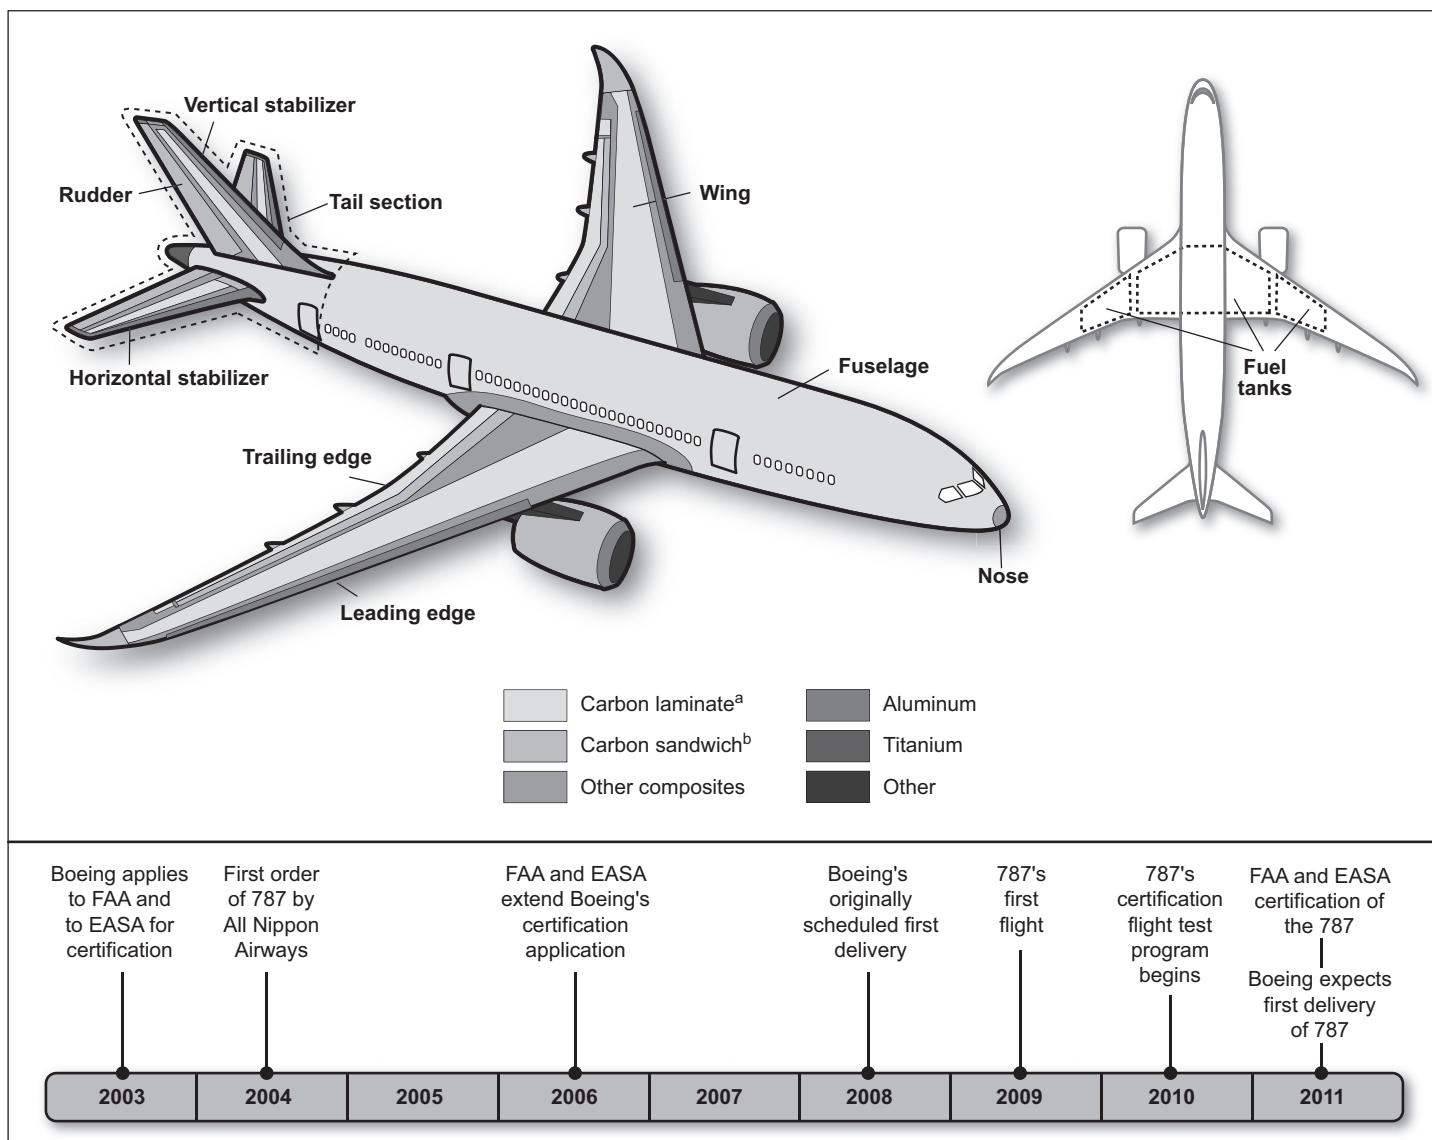 Vertical stabilizer
Rudder
Tail section
Wing
Horizontal stabilizer
Fuselage
Fuel
tanks
Trailing edge
Nose
Leading edge
Carbon laminateᵃ
Carbon sandwichᵇ
Other composites
Aluminum
Titanium
Other
Boeing applies
to FAA and
to EASA for
certification
First order
of 787 by
All Nippon
Airways
FAA and EASA
extend Boeing's
certification
application
Boeing's
originally
scheduled first
delivery
787's
first
flight
787's
certification
flight test
program
begins
FAA and EASA
certification of
the 787
Boeing expects
first delivery
of 787
2003
2004
2005
2006
2007
2008
2009
2010
2011